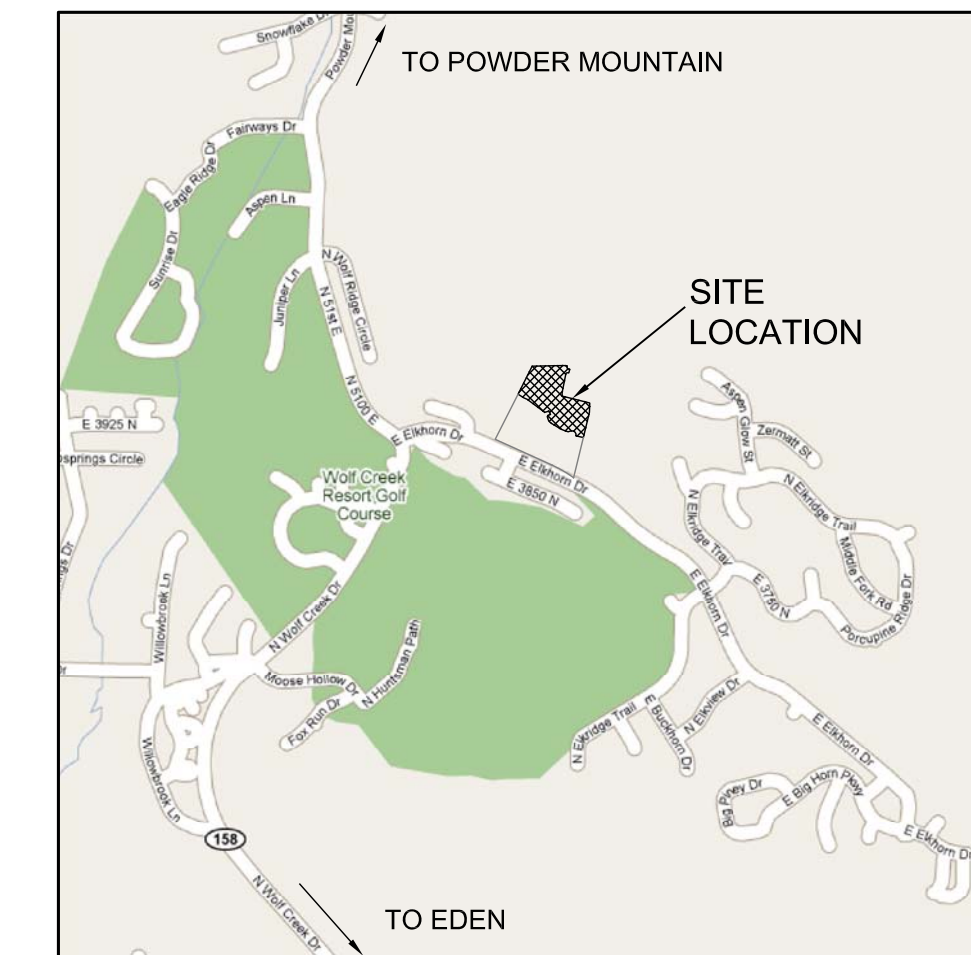 Snowflake Dr
Powder Mou
TO POWDER MOUNTAIN
Fairways Dr
Eagle Ridge Dr
Aspen Ln
Sunrise Dr
Juniper Ln
N Wolf Ridge Circle
N 51st E
SITE
LOCATION
N 5100 E
E 3925 N
E Elkhorn Dr
Aspen Glow St
Zermatt St
springs Circle
Wolf Creek
Resort Golf
Course
E Elkhorn Dr
E 3850 N
N Elkridge Trail
N Elkridge Trail
Middle Fork Rd
ngs Dr
Willowbrook Ln
N Wolf Creek Dr
E Elkhorn Dr
E 3750 N
Porcupine Ridge Dr
Dr
Moose Hollow Dr
N Huntsman Path
Fox Run Dr
N Elkridge Trail
E Buckhorn Dr
N Elkview Dr
E Elkhorn Dr
Willowbrook Ln
Big Piney Dr
E Big Horn Pkwy
158
E Elkhorn Dr
N Wolf Creek Dr
TO EDEN